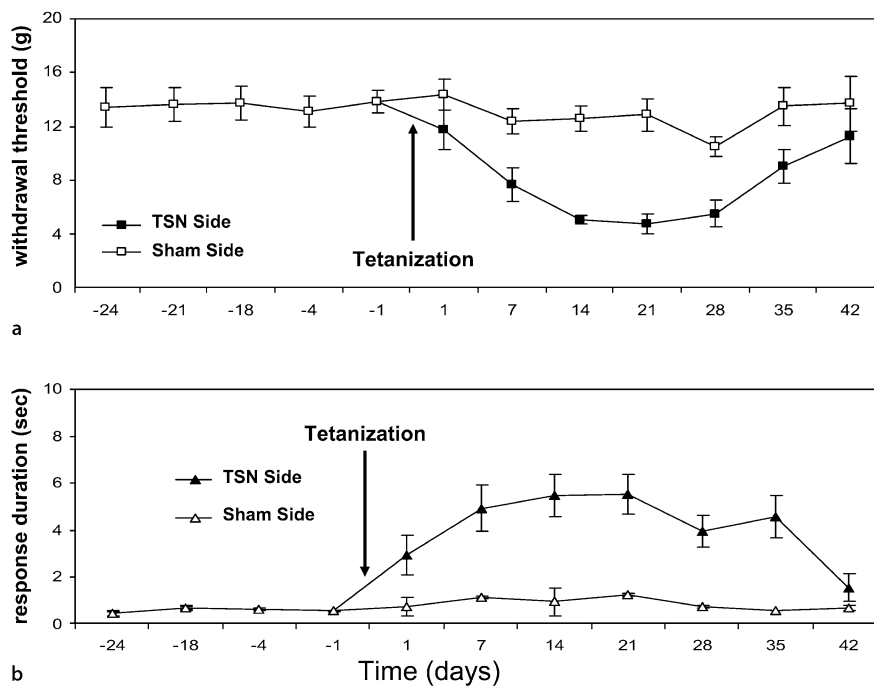 withdrawal threshold (g)
20
16
12
8
4
0
TSN Side
Sham Side
Tetanization
-24 -21 -18 -4 -1 1 7 14 21 28 35 42
a
response duration (sec)
10
8
6
4
2
0
Tetanization
TSN Side
Sham Side
-24 -18 -4 -1 1 7 14 21 28 35 42
b
Time (days)